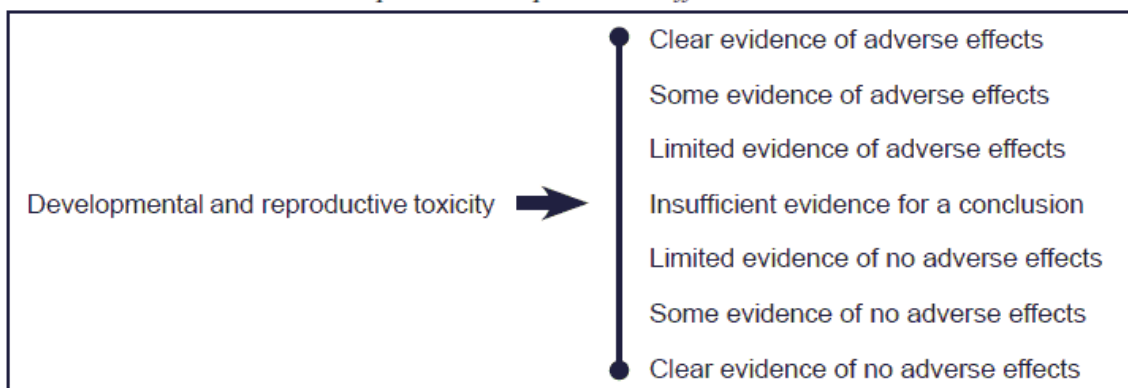 Clear evidence of adverse effects
Some evidence of adverse effects
Limited evidence of adverse effects
Developmental and reproductive toxicity
Insufficient evidence for a conclusion
Limited evidence of no adverse effects
Some evidence of no adverse effects
Clear evidence of no adverse effects